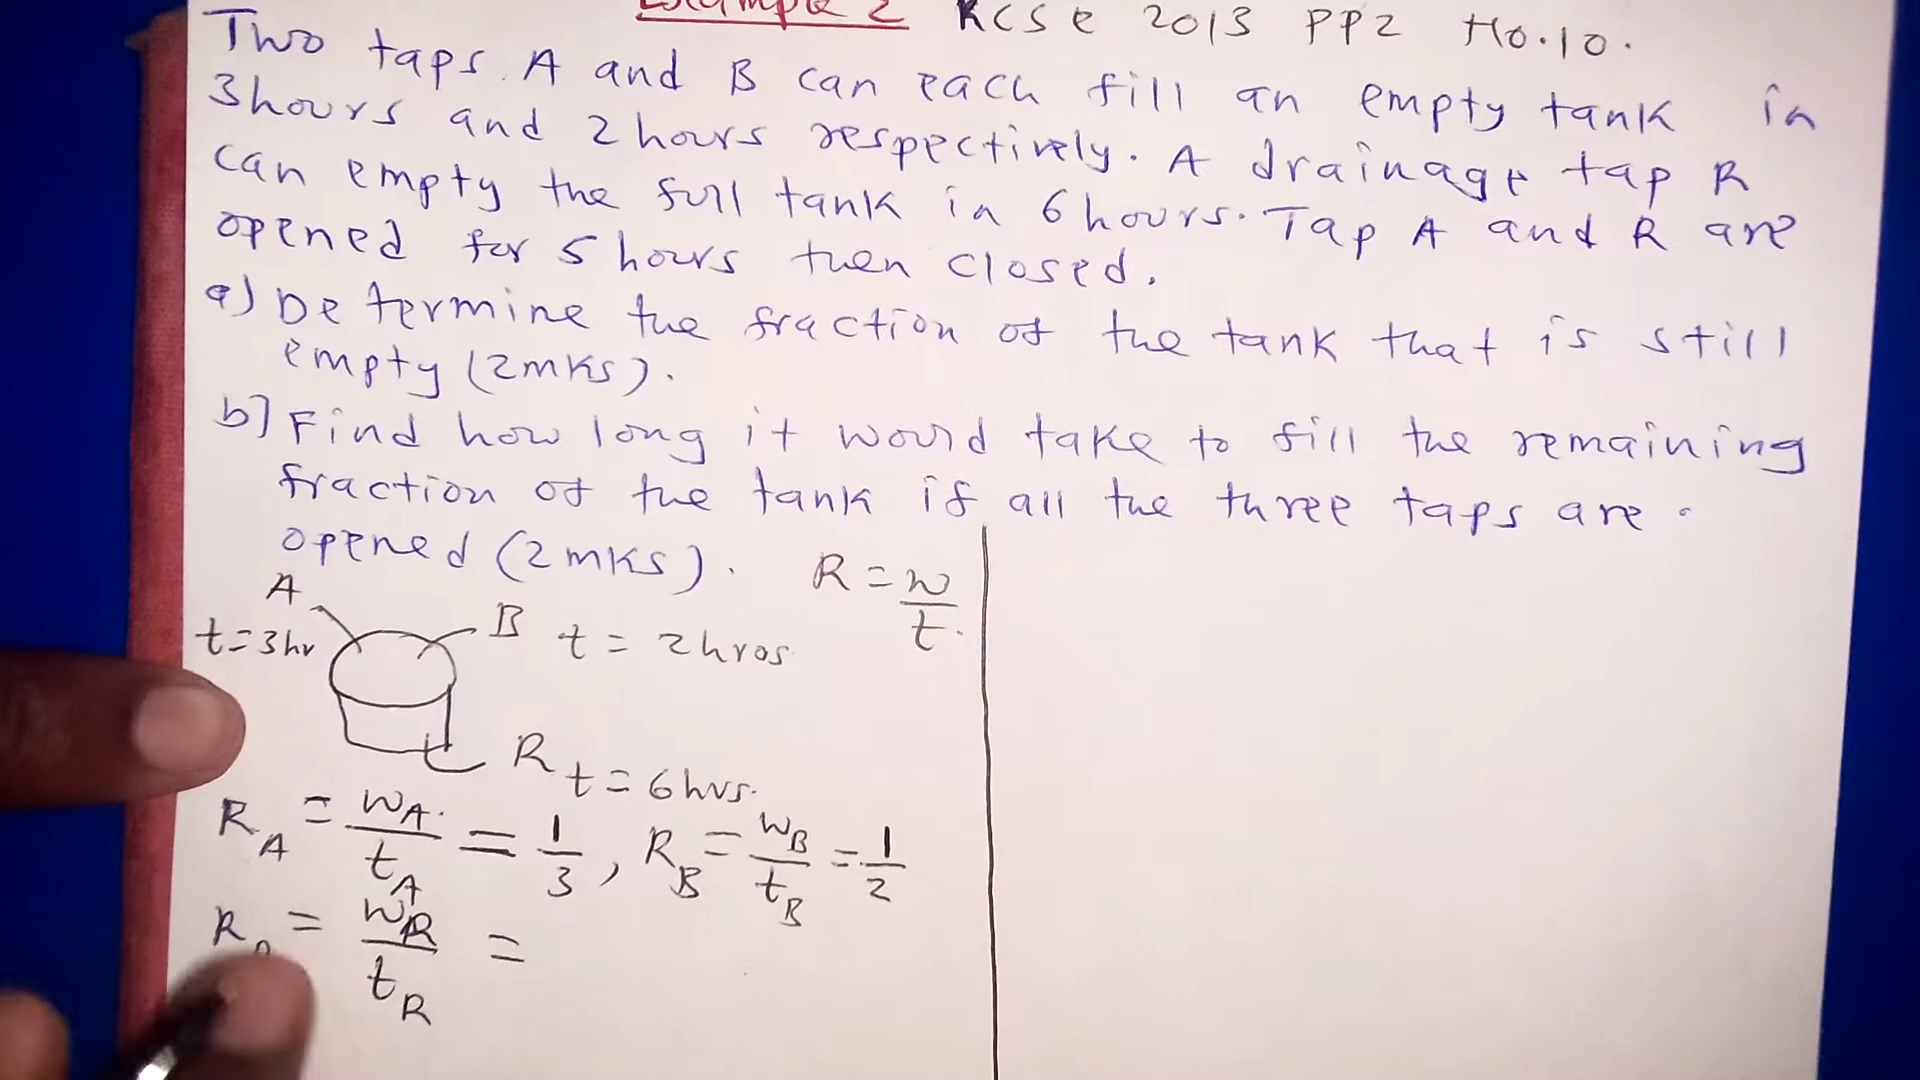 Example 2 KCSE 2013 PP2 No.10.
Two taps A and B can each fill an empty tank in
3hours and 2hours respectively. A drainage tap R
can empty the full tank in 6hours. Tap A and R are
opened for 5hours then closed.
a) Determine the fraction of the tank that is still
empty (2mks).
b] Find how long it would take to fill the remaining
fraction of the tank if all the three taps are.
opened (2mks). R = w/t.
A
t=3hr B t = 2hros
R t = 6hrs.
R_A = W_A/t_A = 1/3, R_B = W_B/t_B = 1/2
R_R = W_R/t_R =